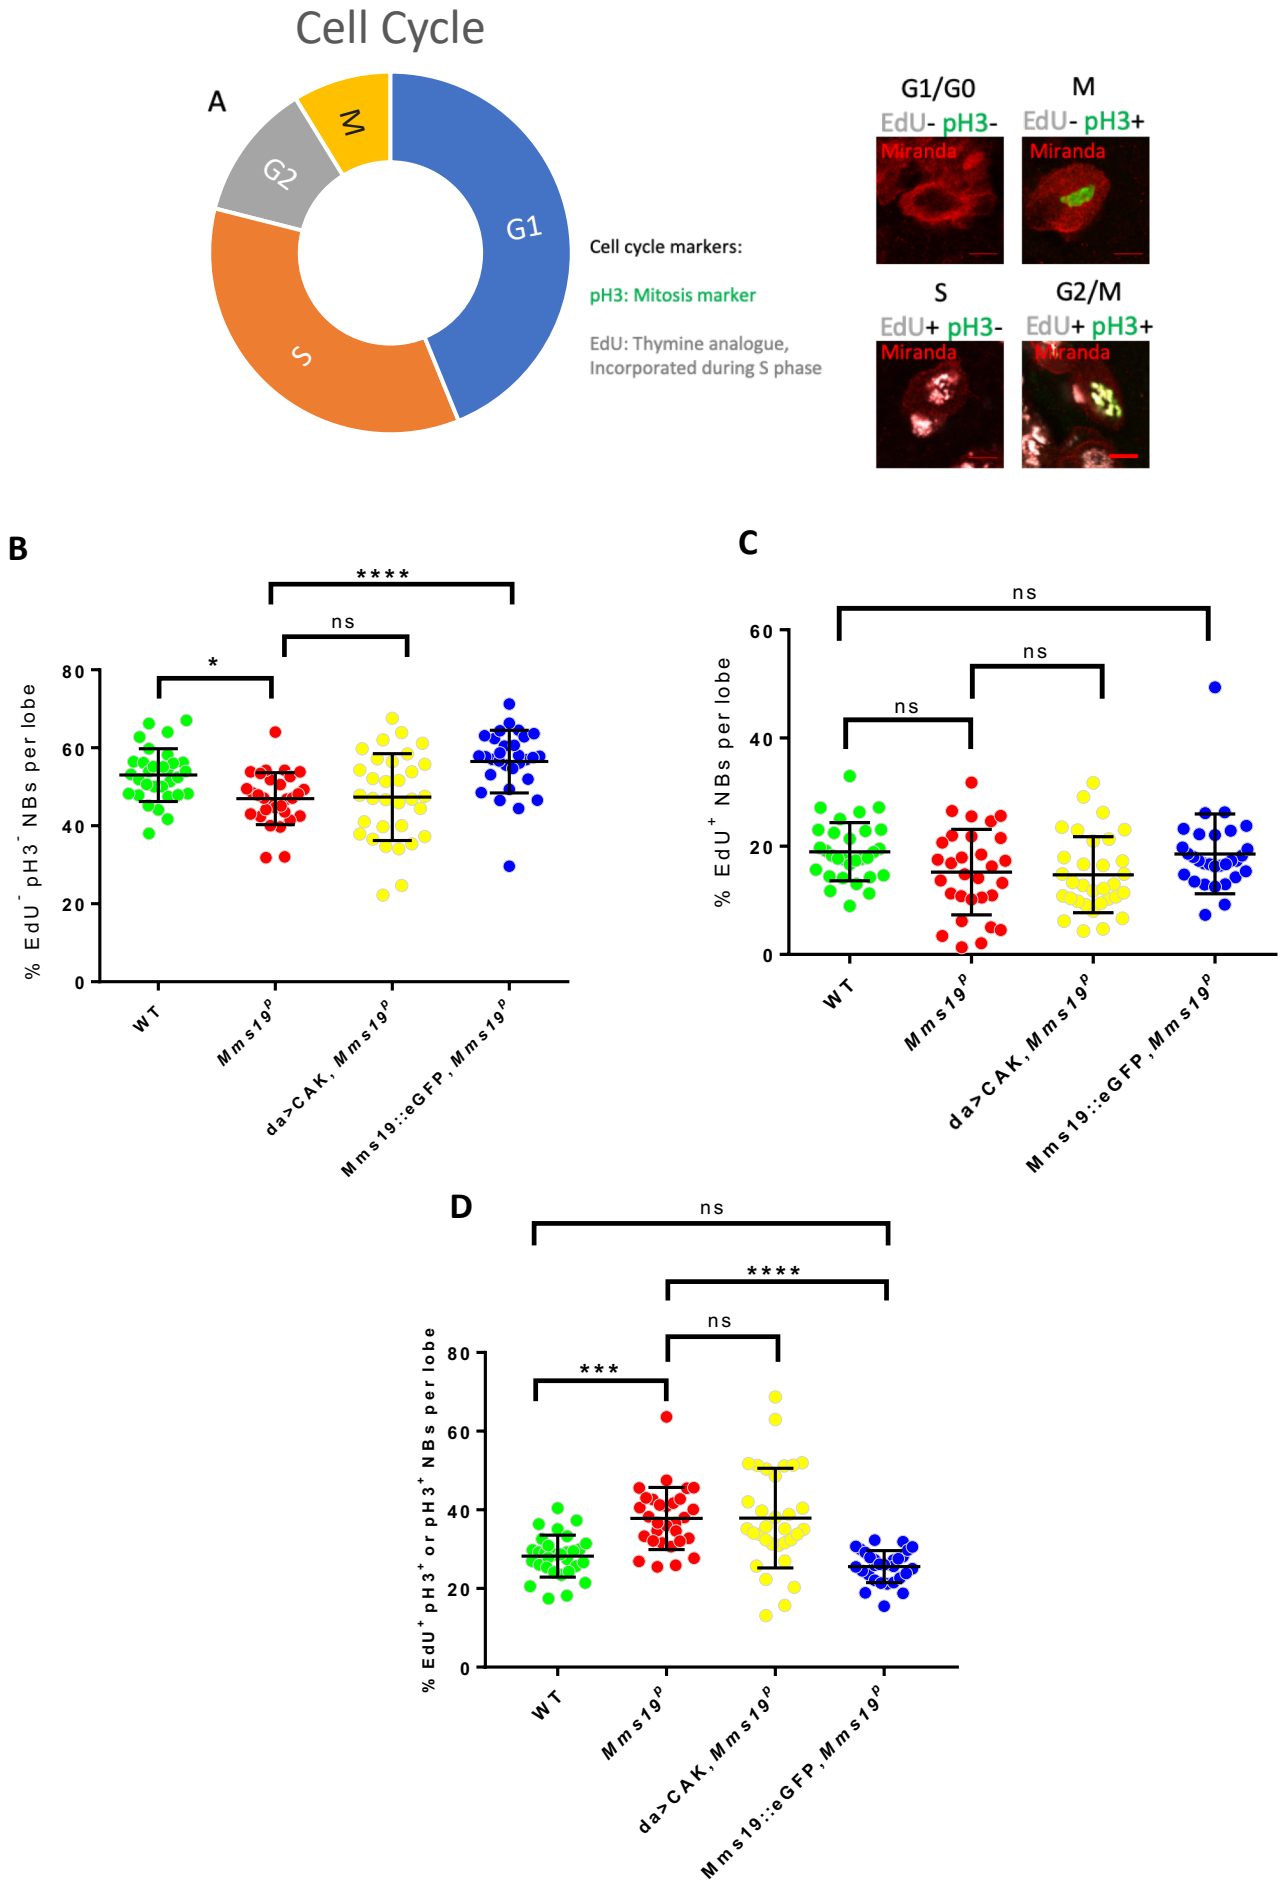 Cell Cycle
A
M
G2
G1
S
Cell cycle markers:
pH3: Mitosis marker
EdU: Thymine analogue,
Incorporated during S phase
G1/G0
EdU- pH3-
Miranda
M
EdU- pH3+
Miranda
S
EdU+ pH3-
Miranda
G2/M
EdU+ pH3+
Miranda
B
****
ns
*
% EdU⁻ pH3⁻ NBs per lobe
80
60
40
20
0
WT
Mms19ᵖ
da>CAK, Mms19ᵖ
Mms19::eGFP, Mms19ᵖ
C
ns
ns
ns
% EdU⁺ NBs per lobe
60
40
20
0
WT
Mms19ᵖ
da>CAK, Mms19ᵖ
Mms19::eGFP, Mms19ᵖ
D
ns
****
ns
***
% EdU⁺ pH3⁺ or pH3⁺ NBs per lobe
80
60
40
20
0
WT
Mms19ᵖ
da>CAK, Mms19ᵖ
Mms19::eGFP, Mms19ᵖ